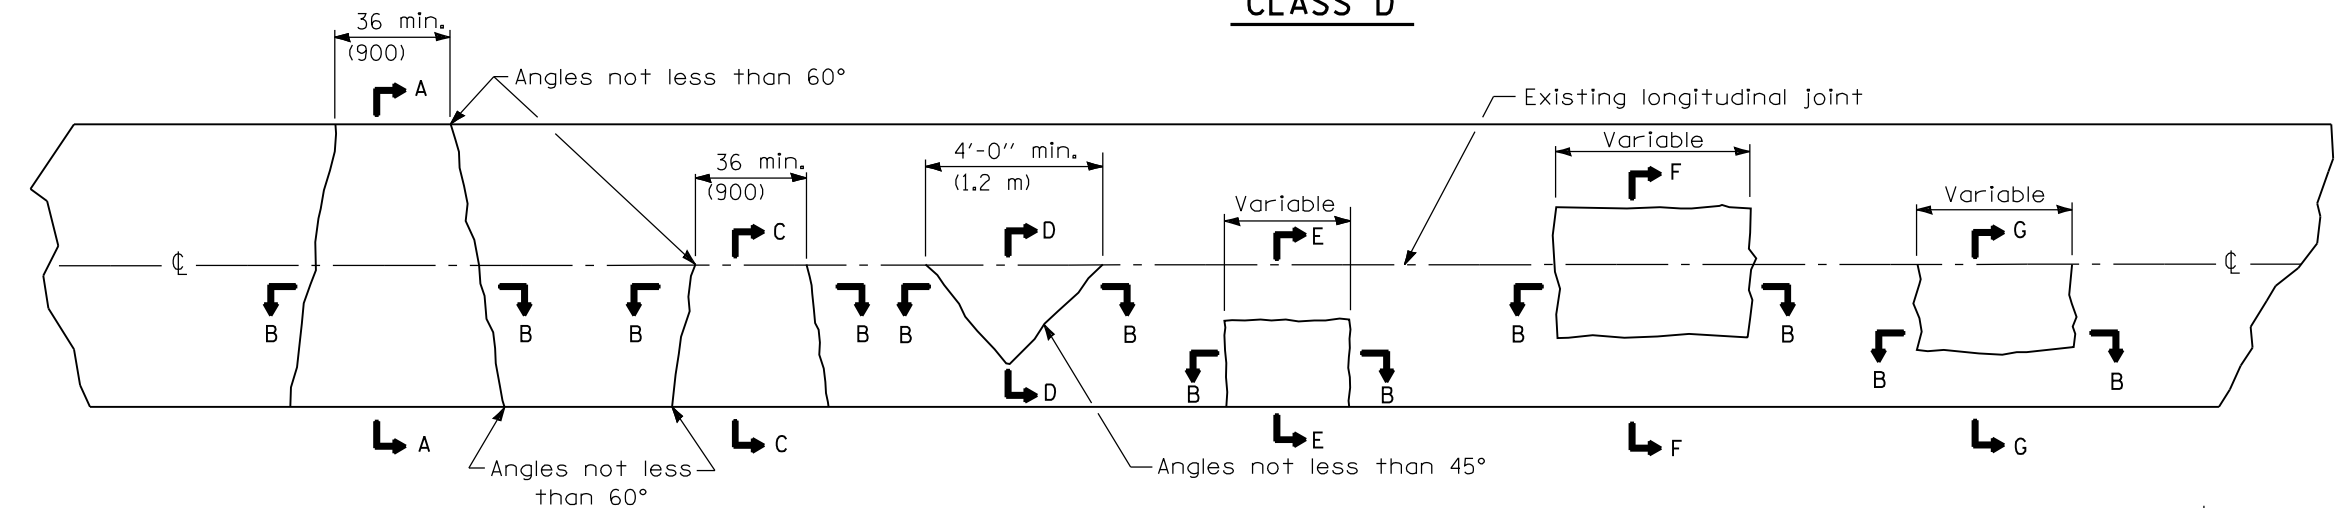 CLASS D
36 min.
(900)
A
Angles not less than 60°
Existing longitudinal joint
36 min.
(900)
4'-0" min.
(1.2 m)
Variable
Variable
Variable
C
D
E
F
G
℄
℄
B
B
B
B
B
B
B
B
B
B
B
B
D
A
C
E
F
G
Angles not less
than 60°
Angles not less than 45°